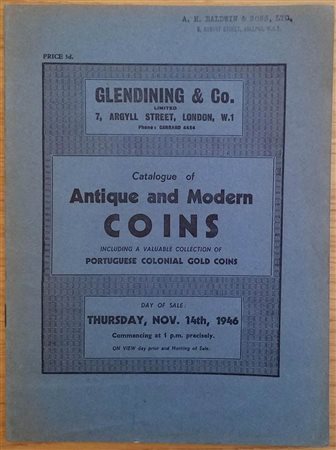 A. H. BALDWIN & SONS, LTD.
PRICE 3d.
GLENDINING & Co.
LIMITED
7, ARGYLL STREET, LONDON, W.1
Phone: GERRARD 6424
Catalogue of
Antique and Modern
COINS
INCLUDING A VALUABLE COLLECTION OF
PORTUGUESE COLONIAL GOLD COINS
DAY OF SALE:
THURSDAY, NOV. 14th, 1946
Commencing at 1 p.m. precisely.
ON VIEW day prior and Morning of Sale.